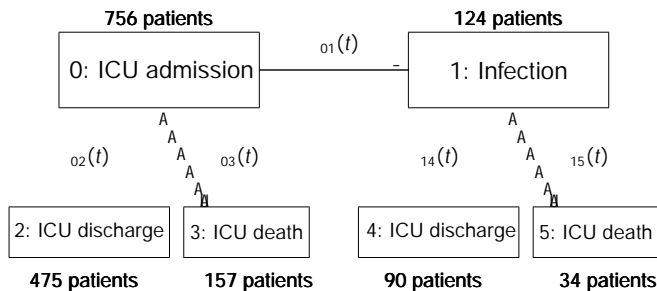 756 patients
124 patients
01(t)
0: ICU admission
1: Infection
02(t)
03(t)
14(t)
15(t)
2: ICU discharge
3: ICU death
4: ICU discharge
5: ICU death
475 patients
157 patients
90 patients
34 patients